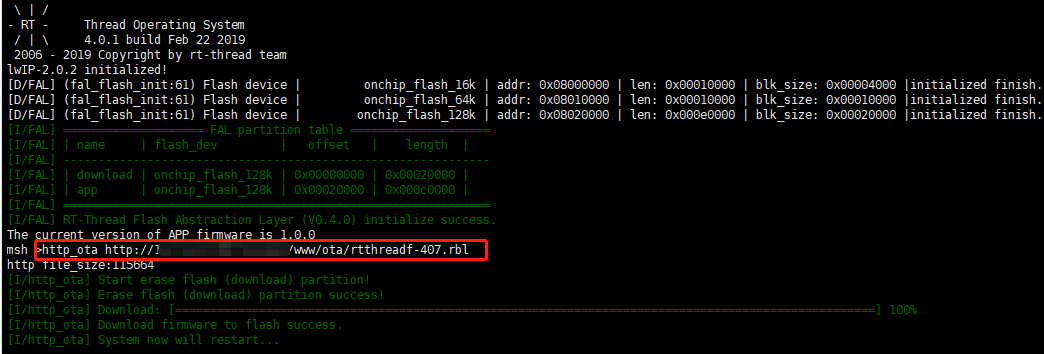 \ | /
- RT -     Thread Operating System
 / | \     4.0.1 build Feb 22 2019
 2006 - 2019 Copyright by rt-thread team
lwIP-2.0.2 initialized!
[D/FAL] (fal_flash_init:61) Flash device |         onchip_flash_16k | addr: 0x08000000 | len: 0x00010000 | blk_size: 0x00004000 |initialized finish.
[D/FAL] (fal_flash_init:61) Flash device |         onchip_flash_64k | addr: 0x08010000 | len: 0x00010000 | blk_size: 0x00010000 |initialized finish.
[D/FAL] (fal_flash_init:61) Flash device |        onchip_flash_128k | addr: 0x08020000 | len: 0x000e0000 | blk_size: 0x00020000 |initialized finish.
[I/FAL] ==================== FAL partition table ====================
[I/FAL] | name     | flash_dev         |   offset   |    length  |
[I/FAL] -------------------------------------------------------------
[I/FAL] | download | onchip_flash_128k | 0x00000000 | 0x00020000 |
[I/FAL] | app      | onchip_flash_128k | 0x00020000 | 0x000c0000 |
[I/FAL] =============================================================
[I/FAL] RT-Thread Flash Abstraction Layer (V0.4.0) initialize success.
The current version of APP firmware is 1.0.0
msh >http_ota http:// /www/ota/rtthreadf-407.rbl
http file_size:115664
[I/http_ota] Start erase flash (download) partition!
[I/http_ota] Erase flash (download) partition success!
[I/http_ota] Download: [====================================================================================================] 100%
[I/http_ota] Download firmware to flash success.
[I/http_ota] System now will restart...